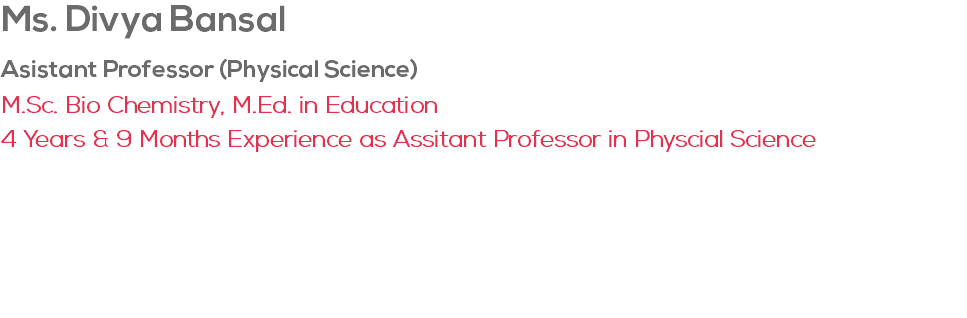 Ms. Divya Bansal
Asistant Professor (Physical Science)
M.Sc. Bio Chemistry, M.Ed. in Education
4 Years & 9 Months Experience as Assitant Professor in Physcial Science